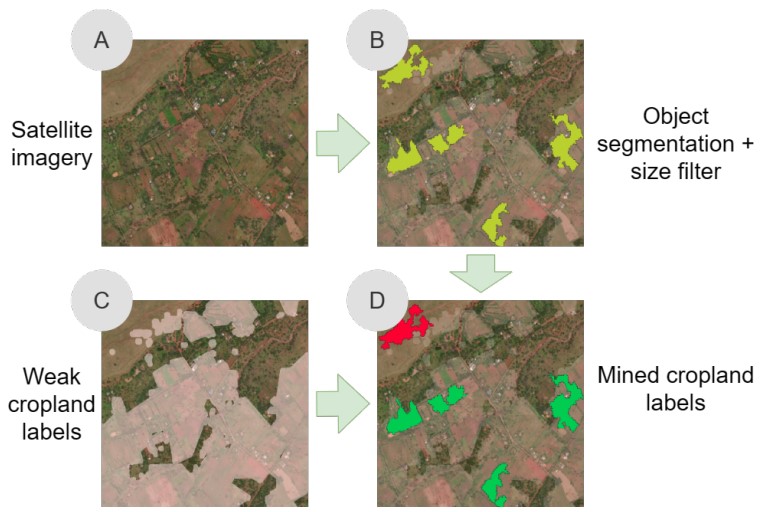 A
B
Satellite
imagery
Object
segmentation +
size filter
C
D
Weak
cropland
labels
Mined cropland
labels